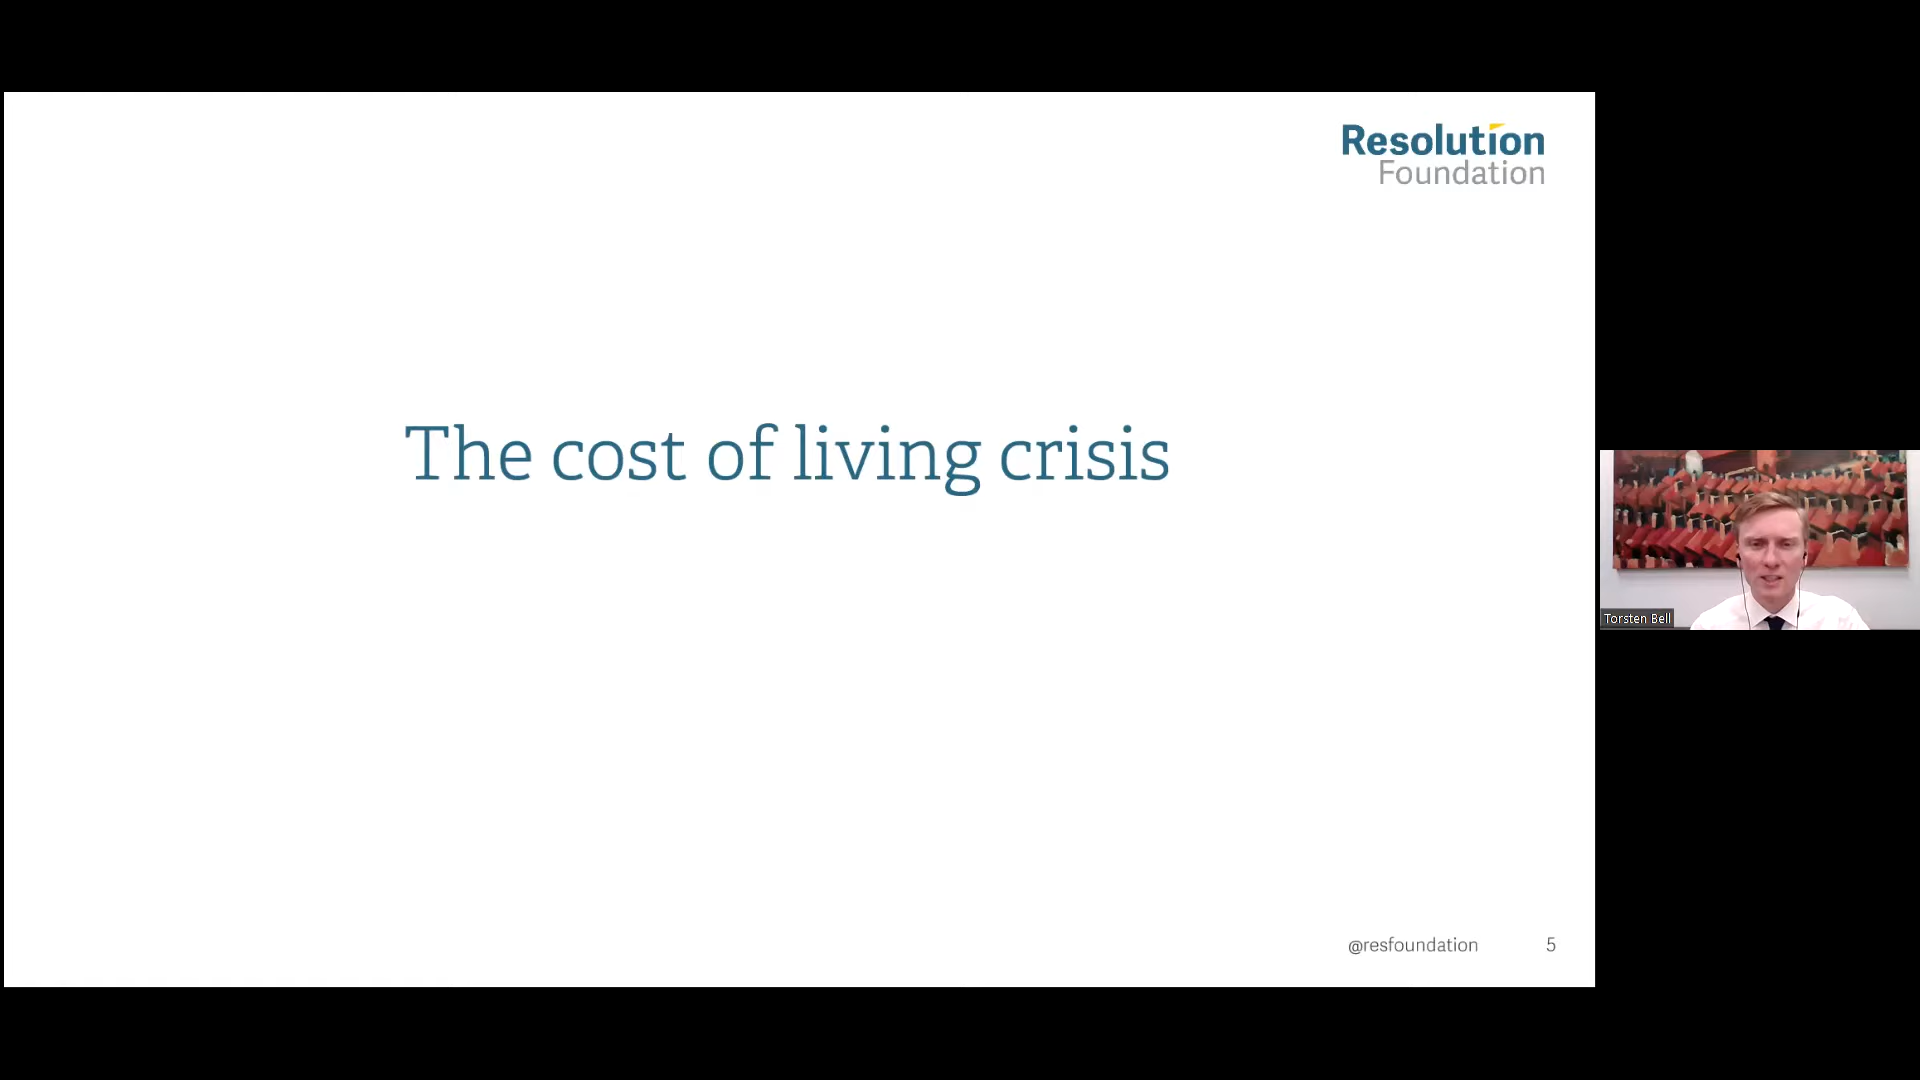 Resolution
Foundation
The cost of living crisis
Torsten Bell
@resfoundation
5